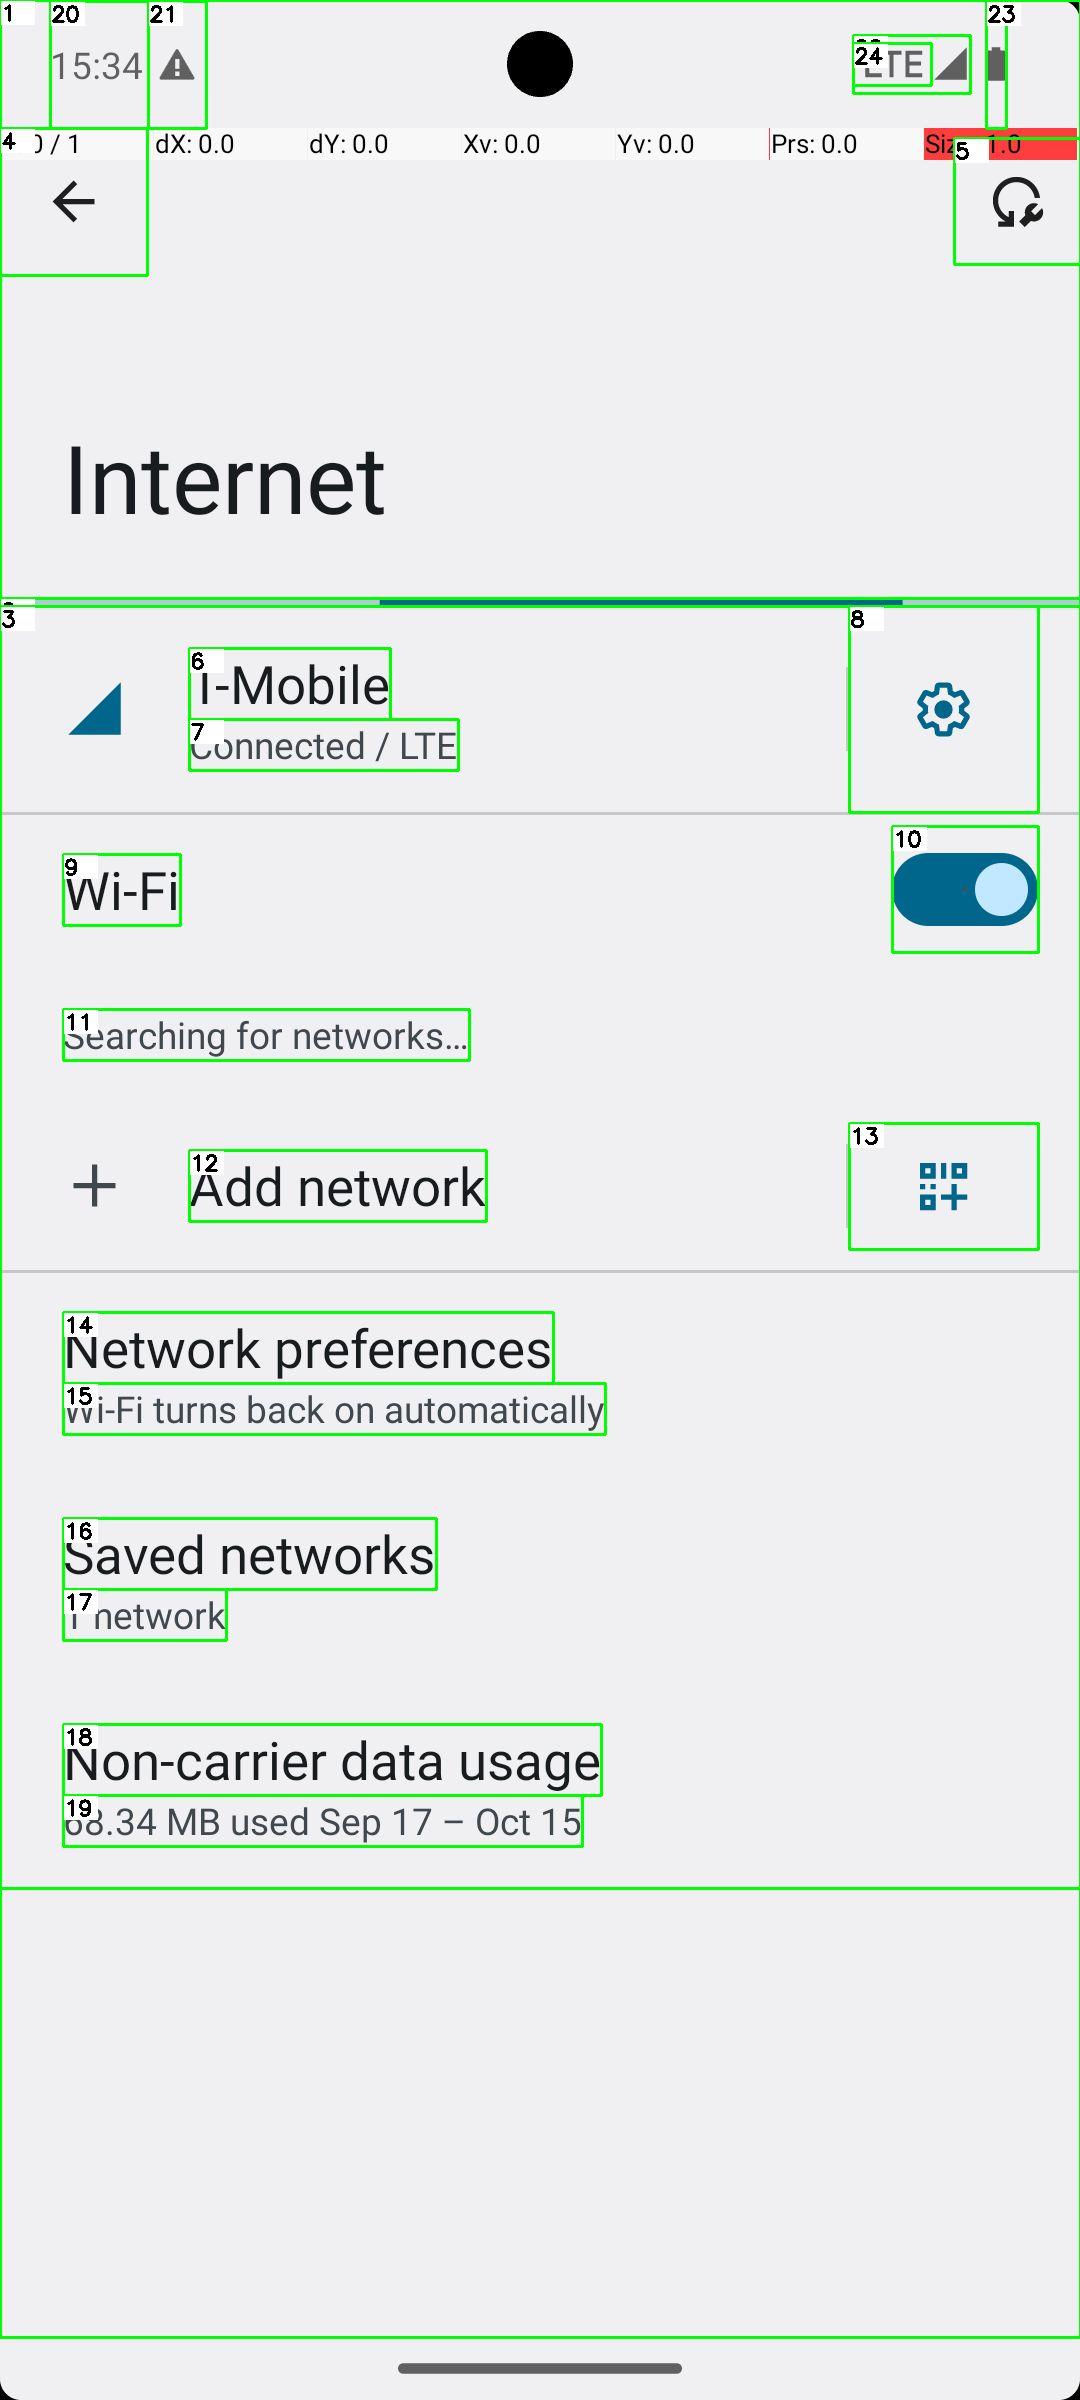 1 20 21 23
15:34 24 LTE
4 0 / 1 dX: 0.0 dY: 0.0 Xv: 0.0 Yv: 0.0 Prs: 0.0 Siz 1.0
5
Internet
3 8
6 T-Mobile
7 Connected / LTE
9 Wi-Fi 10
11 Searching for networks…
12 Add network 13
14 Network preferences
15 Wi-Fi turns back on automatically
16 Saved networks
17 1 network
18 Non-carrier data usage
19 68.34 MB used Sep 17 – Oct 15